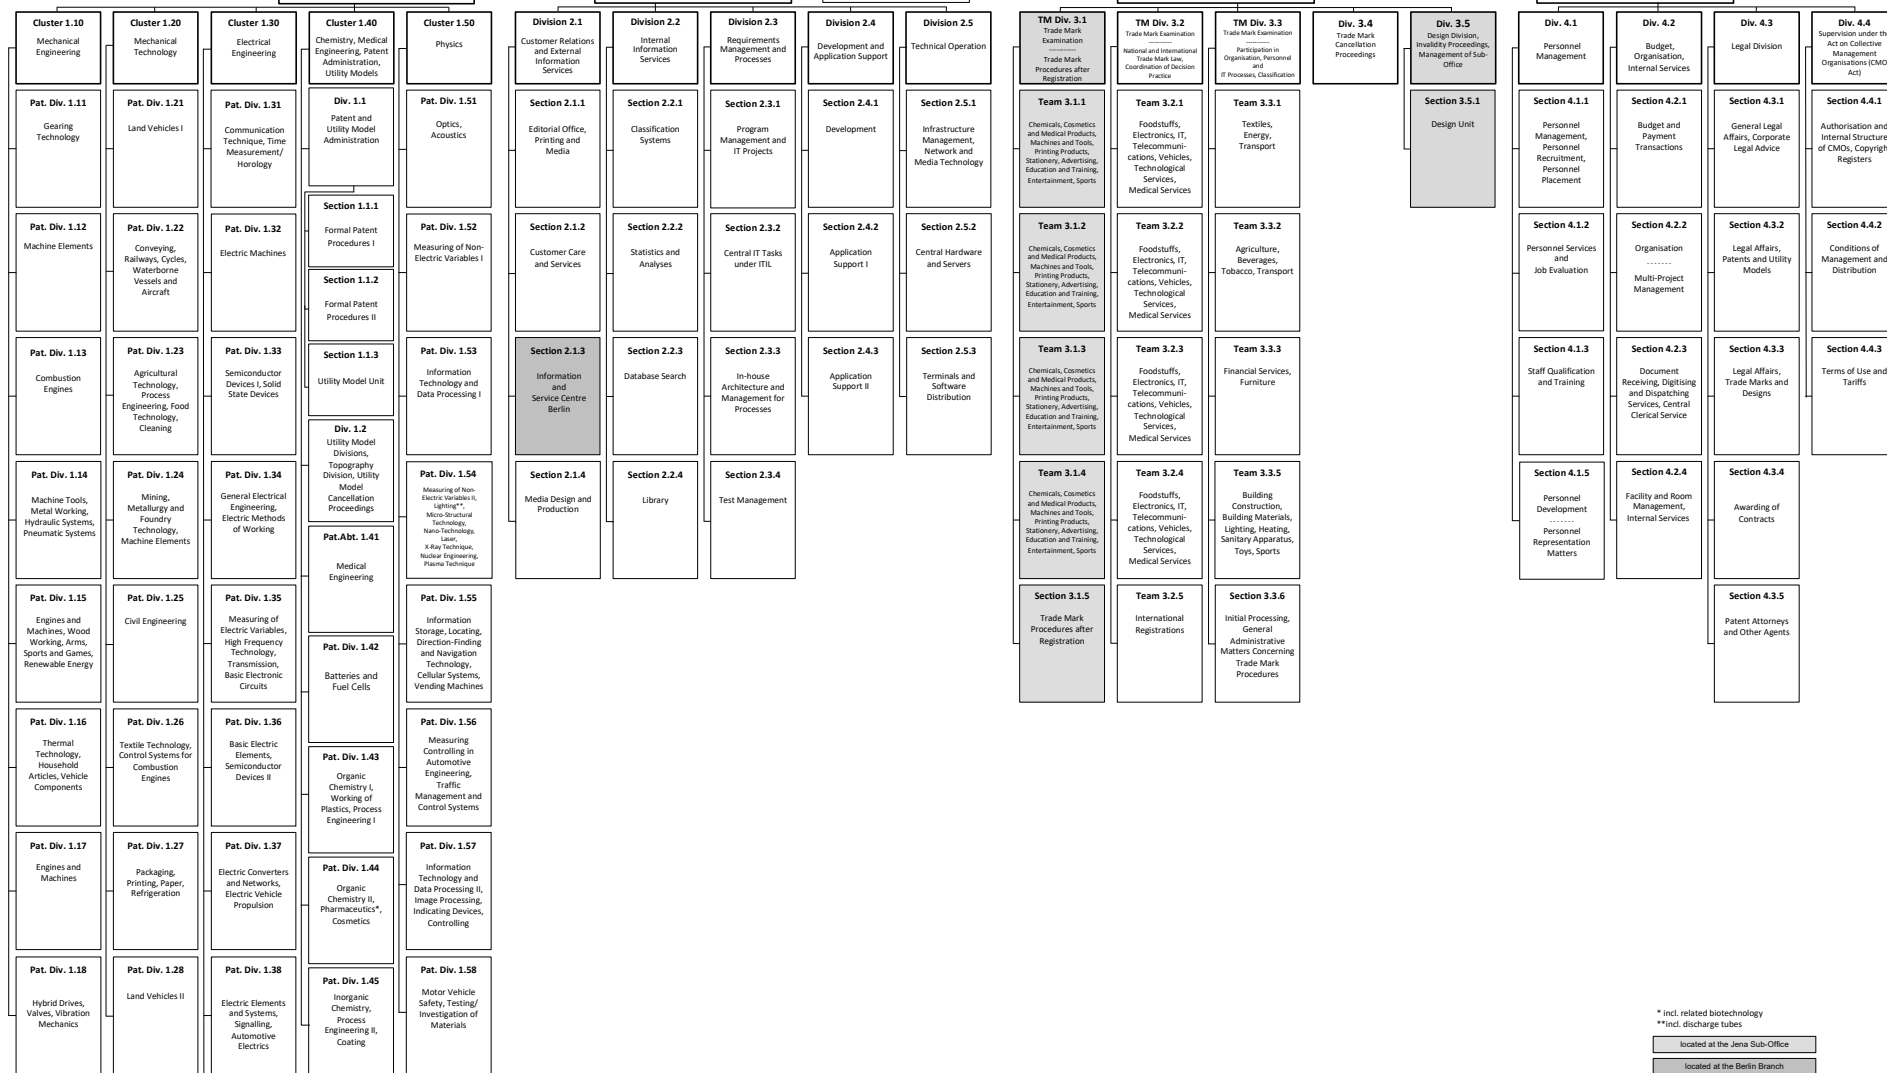 Cluster 1.10
Mechanical
Engineering
Pat. Div. 1.11
Gearing
Technology
Pat. Div. 1.12
Machine Elements
Pat. Div. 1.13
Combustion
Engines
Pat. Div. 1.14
Machine Tools,
Metal Working,
Hydraulic Systems,
Pneumatic Systems
Pat. Div. 1.15
Engines and
Machines, Wood
Working, Arms,
Sports and Games,
Renewable Energy
Pat. Div. 1.16
Thermal
Technology,
Household
Articles, Vehicle
Components
Pat. Div. 1.17
Engines and
Machines
Pat. Div. 1.18
Hybrid Drives,
Valves, Vibration
Mechanics
Cluster 1.20
Mechanical
Technology
Pat. Div. 1.21
Land Vehicles I
Pat. Div. 1.22
Conveying,
Railways, Cycles,
Waterborne
Vessels and
Aircraft
Pat. Div. 1.23
Agricultural
Technology,
Process
Engineering, Food
Technology,
Cleaning
Pat. Div. 1.24
Mining,
Metallurgy and
Foundry
Technology,
Machine Elements
Pat. Div. 1.25
Civil Engineering
Pat. Div. 1.26
Textile Technology,
Control Systems for
Combustion
Engines
Pat. Div. 1.27
Packaging,
Printing, Paper,
Refrigeration
Pat. Div. 1.28
Land Vehicles II
Cluster 1.30
Electrical
Engineering
Pat. Div. 1.31
Communication
Technique, Time
Measurement/
Horology
Pat. Div. 1.32
Electric Machines
Pat. Div. 1.33
Semiconductor
Devices I, Solid
State Devices
Pat. Div. 1.34
General Electrical
Engineering,
Electric Methods
of Working
Pat. Div. 1.35
Measuring of
Electric Variables,
High Frequency
Technology,
Transmission,
Basic Electronic
Circuits
Pat. Div. 1.36
Basic Electric
Elements,
Semiconductor
Devices II
Pat. Div. 1.37
Electric Converters
and Networks,
Electric Vehicle
Propulsion
Pat. Div. 1.38
Electric Elements
and Systems,
Signalling,
Automotive
Electrics
Cluster 1.40
Chemistry, Medical
Engineering, Patent
Administration,
Utility Models
Div. 1.1
Patent and
Utility Model
Administration
Section 1.1.1
Formal Patent
Procedures I
Section 1.1.2
Formal Patent
Procedures II
Section 1.1.3
Utility Model Unit
Div. 1.2
Utility Model
Divisions,
Topography
Division, Utility
Model
Cancellation
Proceedings
Pat.Abt. 1.41
Medical
Engineering
Pat. Div. 1.42
Batteries and
Fuel Cells
Pat. Div. 1.43
Organic
Chemistry I,
Working of
Plastics, Process
Engineering I
Pat. Div. 1.44
Organic
Chemistry II,
Pharmaceutics*,
Cosmetics
Pat. Div. 1.45
Inorganic
Chemistry,
Process
Engineering II,
Coating
Cluster 1.50
Physics
Pat. Div. 1.51
Optics,
Acoustics
Pat. Div. 1.52
Measuring of Non-
Electric Variables I
Pat. Div. 1.53
Information
Technology and
Data Processing I
Pat. Div. 1.54
Measuring of Non-
Electric Variables II,
Lighting**,
Micro-Structural
Technology,
Nano-Technology,
Laser,
X-Ray Technique,
Nuclear Engineering,
Plasma Technique
Pat. Div. 1.55
Information
Storage, Locating,
Direction-Finding
and Navigation
Technology,
Cellular Systems,
Vending Machines
Pat. Div. 1.56
Measuring
Controlling in
Automotive
Engineering,
Traffic
Management and
Control Systems
Pat. Div. 1.57
Information
Technology and
Data Processing II,
Image Processing,
Indicating Devices,
Controlling
Pat. Div. 1.58
Motor Vehicle
Safety, Testing/
Investigation of
Materials
Division 2.1
Customer Relations
and External
Information
Services
Section 2.1.1
Editorial Office,
Printing and
Media
Section 2.1.2
Customer Care
and Services
Section 2.1.3
Information
and
Service Centre
Berlin
Section 2.1.4
Media Design and
Production
Division 2.2
Internal
Information
Services
Section 2.2.1
Classification
Systems
Section 2.2.2
Statistics and
Analyses
Section 2.2.3
Database Search
Section 2.2.4
Library
Division 2.3
Requirements
Management and
Processes
Section 2.3.1
Program
Management and
IT Projects
Section 2.3.2
Central IT Tasks
under ITIL
Section 2.3.3
In-house
Architecture and
Management for
Processes
Section 2.3.4
Test Management
Division 2.4
Development and
Application Support
Section 2.4.1
Development
Section 2.4.2
Application
Support I
Section 2.4.3
Application
Support II
Division 2.5
Technical Operation
Section 2.5.1
Infrastructure
Management,
Network and
Media Technology
Section 2.5.2
Central Hardware
and Servers
Section 2.5.3
Terminals and
Software
Distribution
TM Div. 3.1
Trade Mark
Examination
-----------
Trade Mark
Procedures after
Registration
Team 3.1.1
Chemicals, Cosmetics
and Medical Products,
Machines and Tools,
Printing Products,
Stationery, Advertising,
Education and Training,
Entertainment, Sports
Team 3.1.2
Chemicals, Cosmetics
and Medical Products,
Machines and Tools,
Printing Products,
Stationery, Advertising,
Education and Training,
Entertainment, Sports
Team 3.1.3
Chemicals, Cosmetics
and Medical Products,
Machines and Tools,
Printing Products,
Stationery, Advertising,
Education and Training,
Entertainment, Sports
Team 3.1.4
Chemicals, Cosmetics
and Medical Products,
Machines and Tools,
Printing Products,
Stationery, Advertising,
Education and Training,
Entertainment, Sports
Section 3.1.5
Trade Mark
Procedures after
Registration
TM Div. 3.2
Trade Mark Examination
-----------
National and International
Trade Mark Law,
Coordination of Decision
Practice
Team 3.2.1
Foodstuffs,
Electronics, IT,
Telecommuni-
cations, Vehicles,
Technological
Services,
Medical Services
Team 3.2.2
Foodstuffs,
Electronics, IT,
Telecommuni-
cations, Vehicles,
Technological
Services,
Medical Services
Team 3.2.3
Foodstuffs,
Electronics, IT,
Telecommuni-
cations, Vehicles,
Technological
Services,
Medical Services
Team 3.2.4
Foodstuffs,
Electronics, IT,
Telecommuni-
cations, Vehicles,
Technological
Services,
Medical Services
Team 3.2.5
International
Registrations
TM Div. 3.3
Trade Mark Examination
-----------
Participation in
Organisation, Personnel
and
IT Processes, Classification
Team 3.3.1
Textiles,
Energy,
Transport
Team 3.3.2
Agriculture,
Beverages,
Tobacco, Transport
Team 3.3.3
Financial Services,
Furniture
Team 3.3.5
Building
Construction,
Building Materials,
Lighting, Heating,
Sanitary Apparatus,
Toys, Sports
Section 3.3.6
Initial Processing,
General
Administrative
Matters Concerning
Trade Mark
Procedures
Div. 3.4
Trade Mark
Cancellation
Proceedings
Div. 3.5
Design Division,
Invalidity Proceedings,
Management of Sub-
Office
Section 3.5.1
Design Unit
Div. 4.1
Personnel
Management
Section 4.1.1
Personnel
Management,
Personnel
Recruitment,
Personnel
Placement
Section 4.1.2
Personnel Services
and
Job Evaluation
Section 4.1.3
Staff Qualification
and Training
Section 4.1.5
Personnel
Development
-------
Personnel
Representation
Matters
Div. 4.2
Budget,
Organisation,
Internal Services
Section 4.2.1
Budget and
Payment
Transactions
Section 4.2.2
Organisation
-------
Multi-Project
Management
Section 4.2.3
Document
Receiving, Digitising
and Dispatching
Services, Central
Clerical Service
Section 4.2.4
Facility and Room
Management,
Internal Services
Div. 4.3
Legal Division
Section 4.3.1
General Legal
Affairs, Corporate
Legal Advice
Section 4.3.2
Legal Affairs,
Patents and Utility
Models
Section 4.3.3
Legal Affairs,
Trade Marks and
Designs
Section 4.3.4
Awarding of
Contracts
Section 4.3.5
Patent Attorneys
and Other Agents
Div. 4.4
Supervision under the
Act on Collective
Management
Organisations (CMO
Act)
Section 4.4.1
Authorisation and
Internal Structure
of CMOs, Copyright
Registers
Section 4.4.2
Conditions of
Management and
Distribution
Section 4.4.3
Terms of Use and
Tariffs
* incl. related biotechnology
**incl. discharge tubes
located at the Jena Sub-Office
located at the Berlin Branch